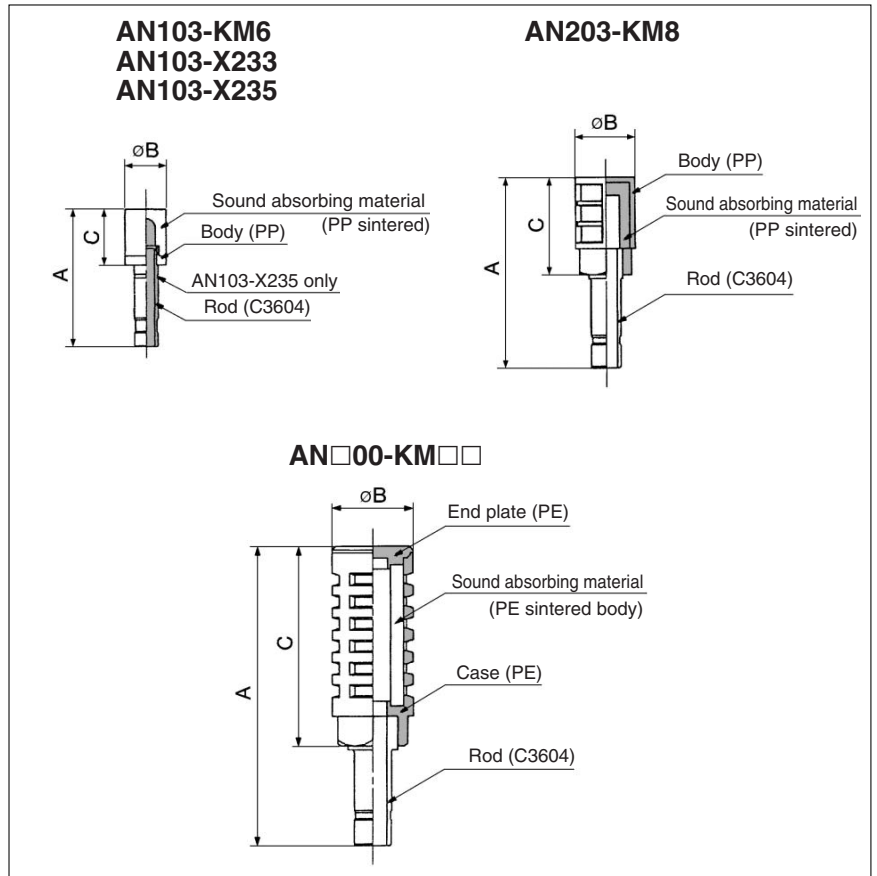 AN103-KM6
AN103-X233
AN103-X235
øB
Sound absorbing material
(PP sintered)
Body (PP)
AN103-X235 only
Rod (C3604)
C
A
AN203-KM8
øB
Body (PP)
Sound absorbing material
(PP sintered)
Rod (C3604)
C
A
AN□00-KM□□
øB
End plate (PE)
Sound absorbing material
(PE sintered body)
Case (PE)
Rod (C3604)
C
A